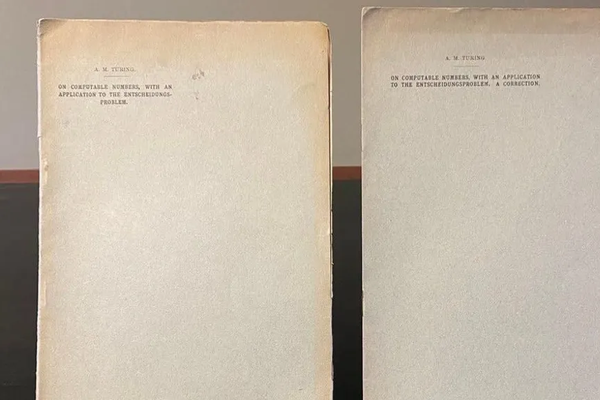 A. M. TURING.
ON COMPUTABLE NUMBERS, WITH AN
APPLICATION TO THE ENTSCHEIDUNGS-
PROBLEM.
A. M. TURING
ON COMPUTABLE NUMBERS, WITH AN APPLICATION
TO THE ENTSCHEIDUNGSPROBLEM. A CORRECTION.